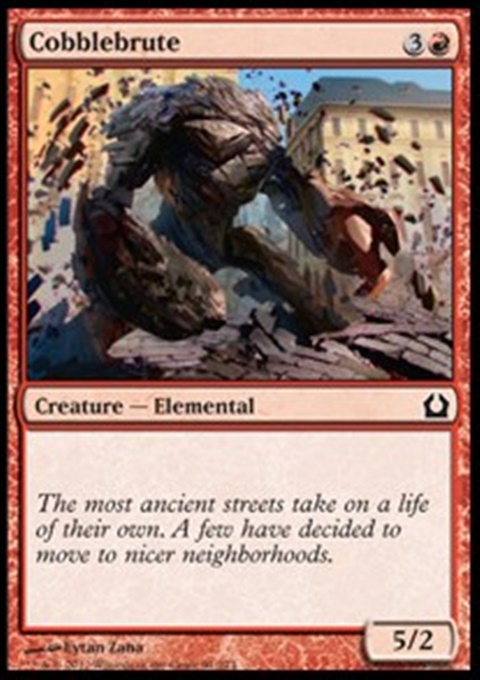 Cobblebrute
3
Creature — Elemental
The most ancient streets take on a life
of their own. A few have decided to
move to nicer neighborhoods.
5/2
Eytan Zana